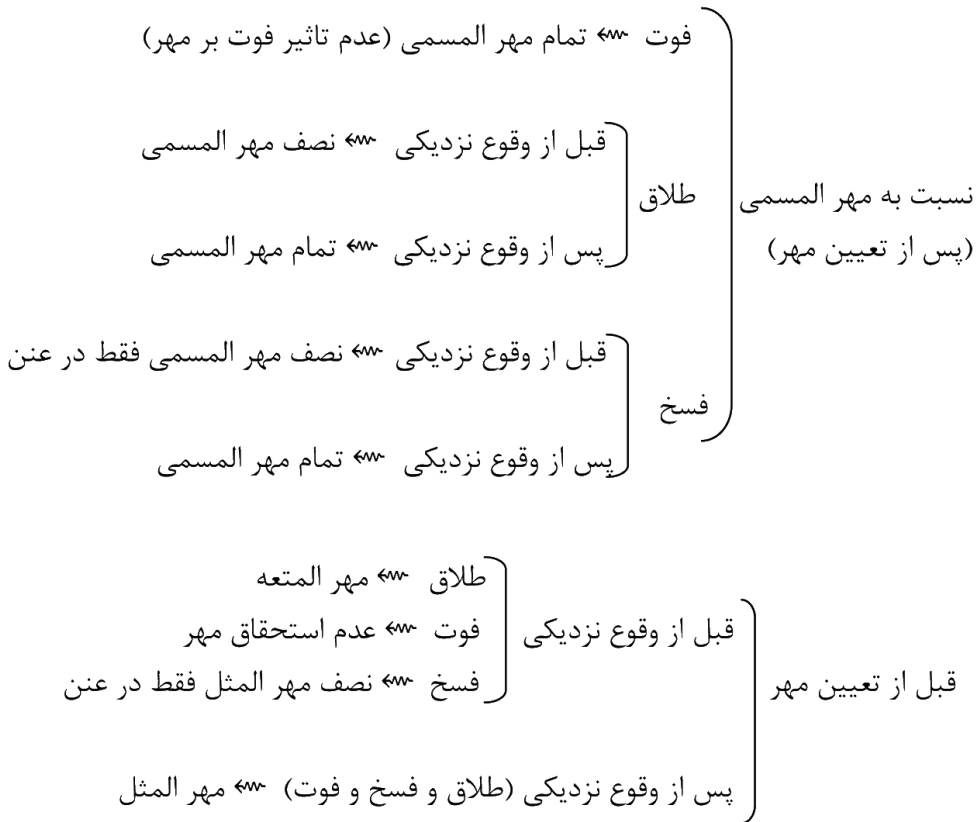 فوت ⬳ تمام مهر المسمی (عدم تاثیر فوت بر مهر)
قبل از وقوع نزدیکی ⬳ نصف مهر المسمی
نسبت به مهر المسمی
طلاق
(پس از تعیین مهر)
پس از وقوع نزدیکی ⬳ تمام مهر المسمی
قبل از وقوع نزدیکی ⬳ نصف مهر المسمی فقط در عنن
فسخ
پس از وقوع نزدیکی ⬳ تمام مهر المسمی
طلاق ⬳ مهر المتعه
قبل از وقوع نزدیکی
فوت ⬳ عدم استحقاق مهر
قبل از تعیین مهر
فسخ ⬳ نصف مهر المثل فقط در عنن
پس از وقوع نزدیکی (طلاق و فسخ و فوت) ⬳ مهر المثل